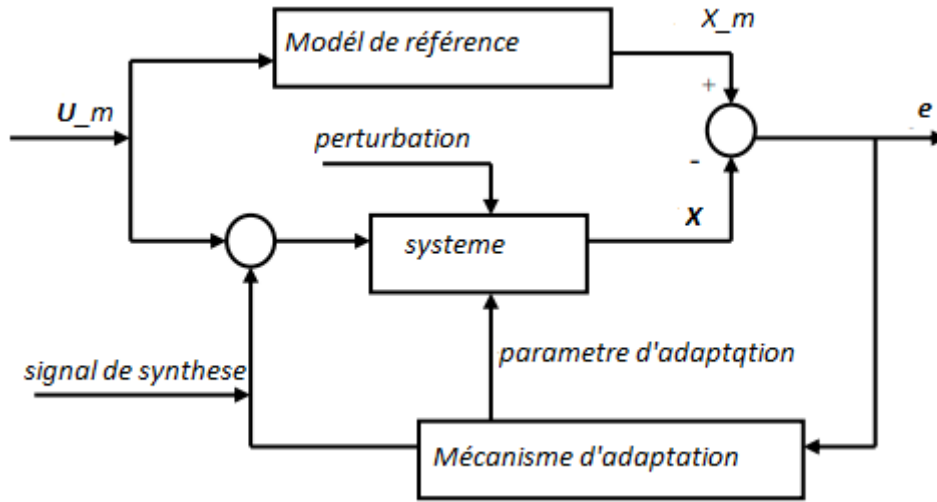 X_m
Modél de référence
+
U_m
e
perturbation
-
X
systeme
parametre d'adaptqtion
signal de synthese
Mécanisme d'adaptation